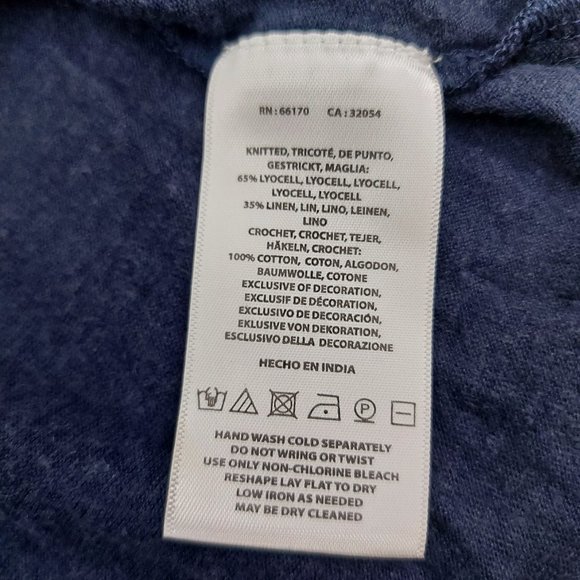 RN : 66170 CA : 32054
KNITTED, TRICOTÉ, DE PUNTO,
GESTRICKT, MAGLIA:
65% LYOCELL, LYOCELL, LYOCELL,
LYOCELL, LYOCELL
35% LINEN, LIN, LINO, LEINEN,
LINO
CROCHET, CROCHET, TEJER,
HÄKELN, CROCHET:
100% COTTON, COTON, ALGODON,
BAUMWOLLE, COTONE
EXCLUSIVE OF DECORATION,
EXCLUSIF DE DÉCORATION,
EXCLUSIVO DE DECORACIÓN,
EKLUSIVE VON DEKORATION,
ESCLUSIVO DELLA DECORAZIONE
HECHO EN INDIA
P
HAND WASH COLD SEPARATELY
DO NOT WRING OR TWIST
USE ONLY NON-CHLORINE BLEACH
RESHAPE LAY FLAT TO DRY
LOW IRON AS NEEDED
MAY BE DRY CLEANED